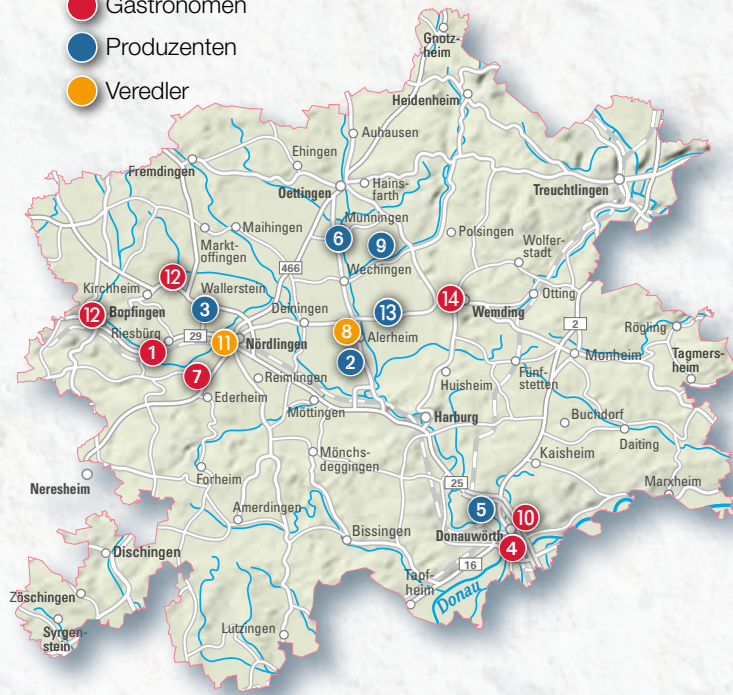 Gastronomen
Produzenten
Veredler
Gnotz-
heim
Heidenheim
Auhausen
Ehingen
Fremdingen
Oettingen
Hains-
farth
Treuchtlingen
Munningen
6
9
Maihingen
Markt-
offingen
Polsingen
Wolfer-
stadt
466
Wechingen
12
Kirchheim
Wallerstein
Otting
14
Wemding
12
Bopfingen
3
Deiningen
13
2
Rögling
Riesbürg
29
8
Alerheim
1
11
Nördlingen
Monheim
Tagmers-
heim
2
7
Reimlingen
Fünf-
stetten
Huisheim
Ederheim
Möttingen
Harburg
Buchdorf
Daiting
Mönchs-
deggingen
Kaisheim
Neresheim
Forheim
25
Marxheim
Amerdingen
5
10
Bissingen
Donauwörth
4
Dischingen
16
Tapf-
heim
Donau
Zöschingen
Syrgen-
stein
Lutzingen